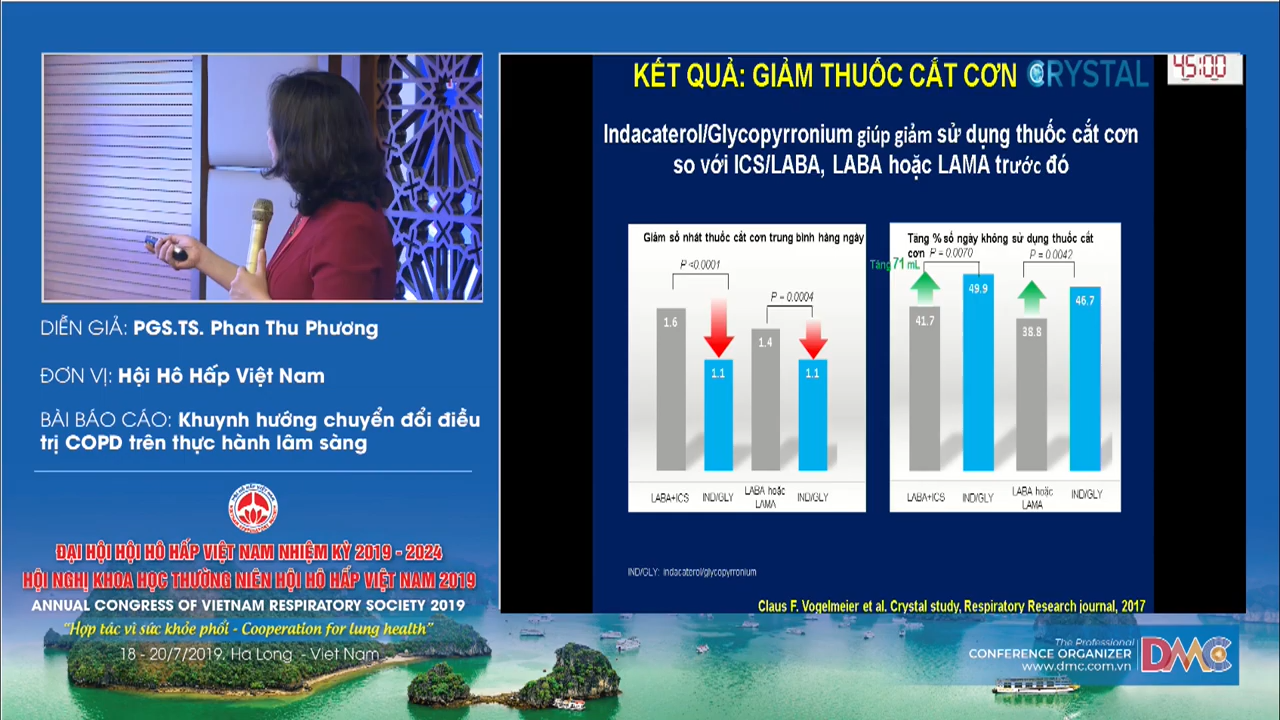 DIỄN GIẢ: PGS.TS. Phan Thu Phương
ĐƠN VỊ: Hội Hô Hấp Việt Nam
BÀI BÁO CÁO: Khuynh hướng chuyển đổi điều
trị COPD trên thực hành lâm sàng
ĐẠI HỘI HỘI HÔ HẤP VIỆT NAM NHIỆM KỲ 2019 - 2024
HỘI NGHỊ KHOA HỌC THƯỜNG NIÊN HỘI HÔ HẤP VIỆT NAM 2019
ANNUAL CONGRESS OF VIETNAM RESPIRATORY SOCIETY 2019
“Hợp tác vì sức khỏe phổi - Cooperation for lung health”
18 - 20/7/2019, Ha Long - Viet Nam
KẾT QUẢ: GIẢM THUỐC CẮT CƠN CRYSTAL
45:00
Indacaterol/Glycopyrronium giúp giảm sử dụng thuốc cắt cơn
so với ICS/LABA, LABA hoặc LAMA trước đó
Giảm số nhát thuốc cắt cơn trung bình hàng ngày
P <0.0001
P = 0.0004
1.6
1.1
1.4
1.1
LABA+ICS IND/GLY LABA hoặc LAMA IND/GLY
Tăng % số ngày không sử dụng thuốc cắt
cơn P = 0.0070 P = 0.0042
Tăng 71 mL
41.7
49.9
38.8
46.7
LABA+ICS IND/GLY LABA hoặc LAMA IND/GLY
IND/GLY: indacaterol/glycopyrronium
Claus F. Vogelmeier et al. Crystal study, Respiratory Research journal, 2017
The Professional
CONFERENCE ORGANIZER
www.dmc.com.vn
DMC